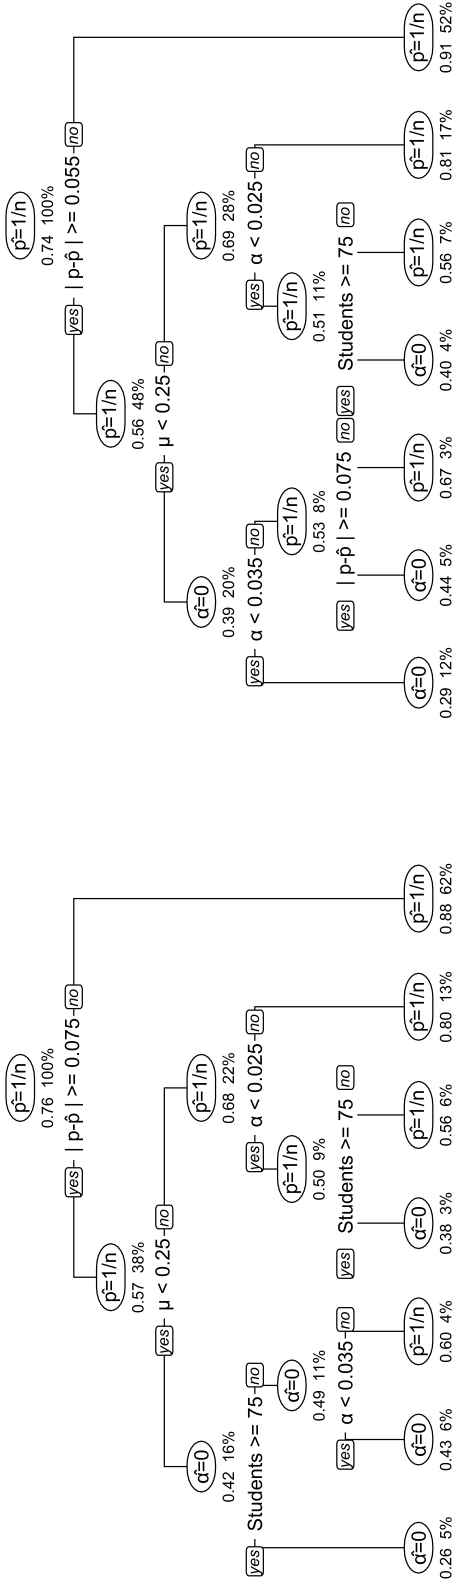 p̂=1/n
0.76 100%
yes | p-p̂ | >= 0.075 no
p̂=1/n
0.57 38%
yes μ < 0.25 no
α̂=0
0.42 16%
yes Students >= 75 no
p̂=1/n
0.68 22%
yes α < 0.025 no
α̂=0
0.49 11%
yes α < 0.035 no
p̂=1/n
0.50 9%
yes Students >= 75 no
α̂=0
0.26 5%
α̂=0
0.43 6%
p̂=1/n
0.60 4%
α̂=0
0.38 3%
p̂=1/n
0.56 6%
p̂=1/n
0.80 13%
p̂=1/n
0.88 62%
p̂=1/n
0.74 100%
yes | p-p̂ | >= 0.055 no
p̂=1/n
0.56 48%
yes μ < 0.25 no
α̂=0
0.39 20%
yes α < 0.035 no
p̂=1/n
0.69 28%
yes α < 0.025 no
p̂=1/n
0.53 8%
yes | p-p̂ | >= 0.075 no
p̂=1/n
0.51 11%
yes Students >= 75 no
α̂=0
0.29 12%
α̂=0
0.44 5%
p̂=1/n
0.67 3%
α̂=0
0.40 4%
p̂=1/n
0.56 7%
p̂=1/n
0.81 17%
p̂=1/n
0.91 52%